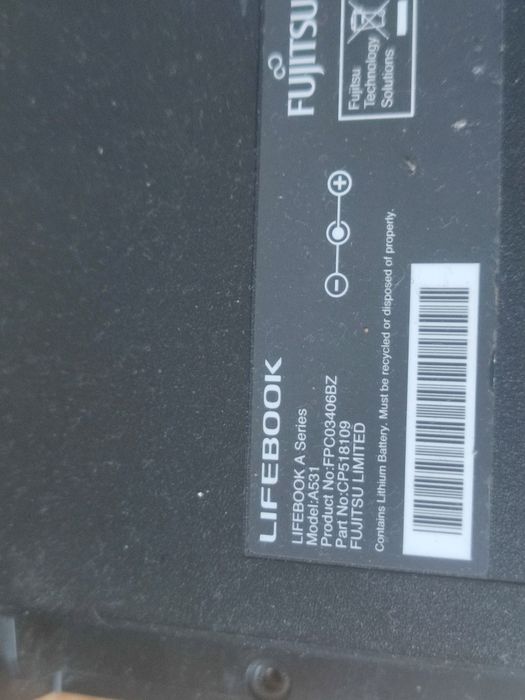 LIFEBOOK
LIFEBOOK A Series
Model:A531
Product No:FPC03406BZ
Part No:CP518109
FUJITSU LIMITED
Contains Lithium Battery. Must be recycled or disposed of properly.
FUJITSU
Fujitsu
Technology
Solutions